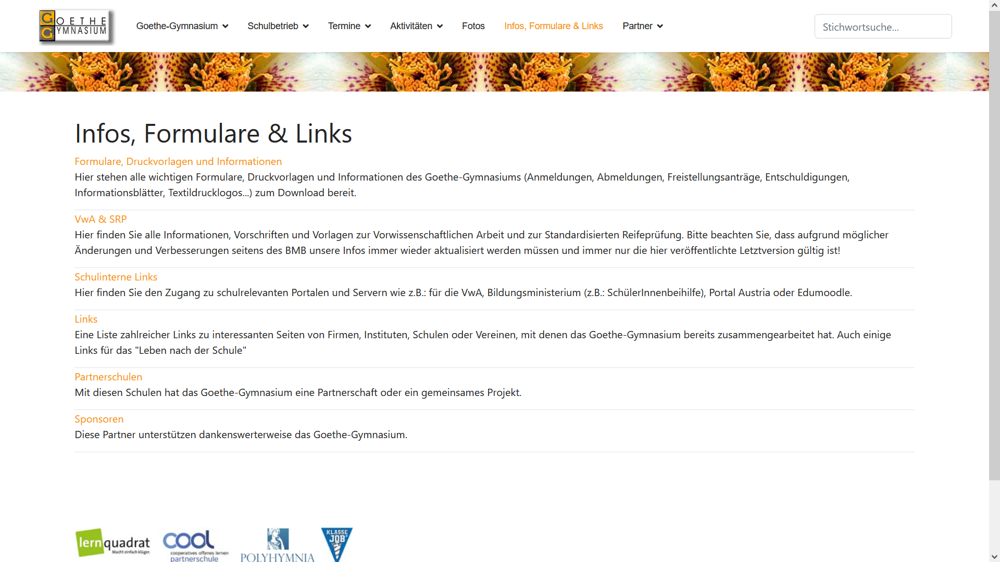 GOETHE
GYMNASIUM
Goethe-Gymnasium
Schulbetrieb
Termine
Aktivitäten
Fotos
Infos, Formulare & Links
Partner
Stichwortsuche...
Infos, Formulare & Links
Formulare, Druckvorlagen und Informationen
Hier stehen alle wichtigen Formulare, Druckvorlagen und Informationen des Goethe-Gymnasiums (Anmeldungen, Abmeldungen, Freistellungsanträge, Entschuldigungen,
Informationsblätter, Textildrucklogos...) zum Download bereit.
VwA & SRP
Hier finden Sie alle Informationen, Vorschriften und Vorlagen zur Vorwissenschaftlichen Arbeit und zur Standardisierten Reifeprüfung. Bitte beachten Sie, dass aufgrund möglicher
Änderungen und Verbesserungen seitens des BMB unsere Infos immer wieder aktualisiert werden müssen und immer nur die hier veröffentlichte Letztversion gültig ist!
Schulinterne Links
Hier finden Sie den Zugang zu schulrelevanten Portalen und Servern wie z.B.: für die VwA, Bildungsministerium (z.B.: SchülerInnenbeihilfe), Portal Austria oder Edumoodle.
Links
Eine Liste zahlreicher Links zu interessanten Seiten von Firmen, Instituten, Schulen oder Vereinen, mit denen das Goethe-Gymnasium bereits zusammengearbeitet hat. Auch einige
Links für das "Leben nach der Schule"
Partnerschulen
Mit diesen Schulen hat das Goethe-Gymnasium eine Partnerschaft oder ein gemeinsames Projekt.
Sponsoren
Diese Partner unterstützen dankenswerterweise das Goethe-Gymnasium.
lernquadrat
Macht einfach klüger.
cool
cooperatives offenes lernen
partnerschule
POLYHYMNIA
KLASSE
JOB